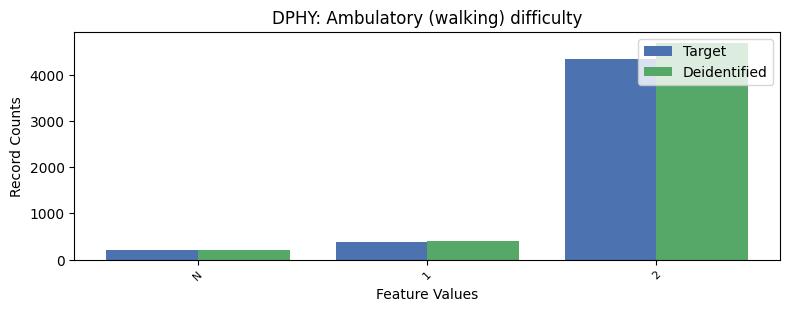 DPHY: Ambulatory (walking) difficulty
Target
Deidentified
Record Counts
4000
3000
2000
1000
0
N
1
2
Feature Values